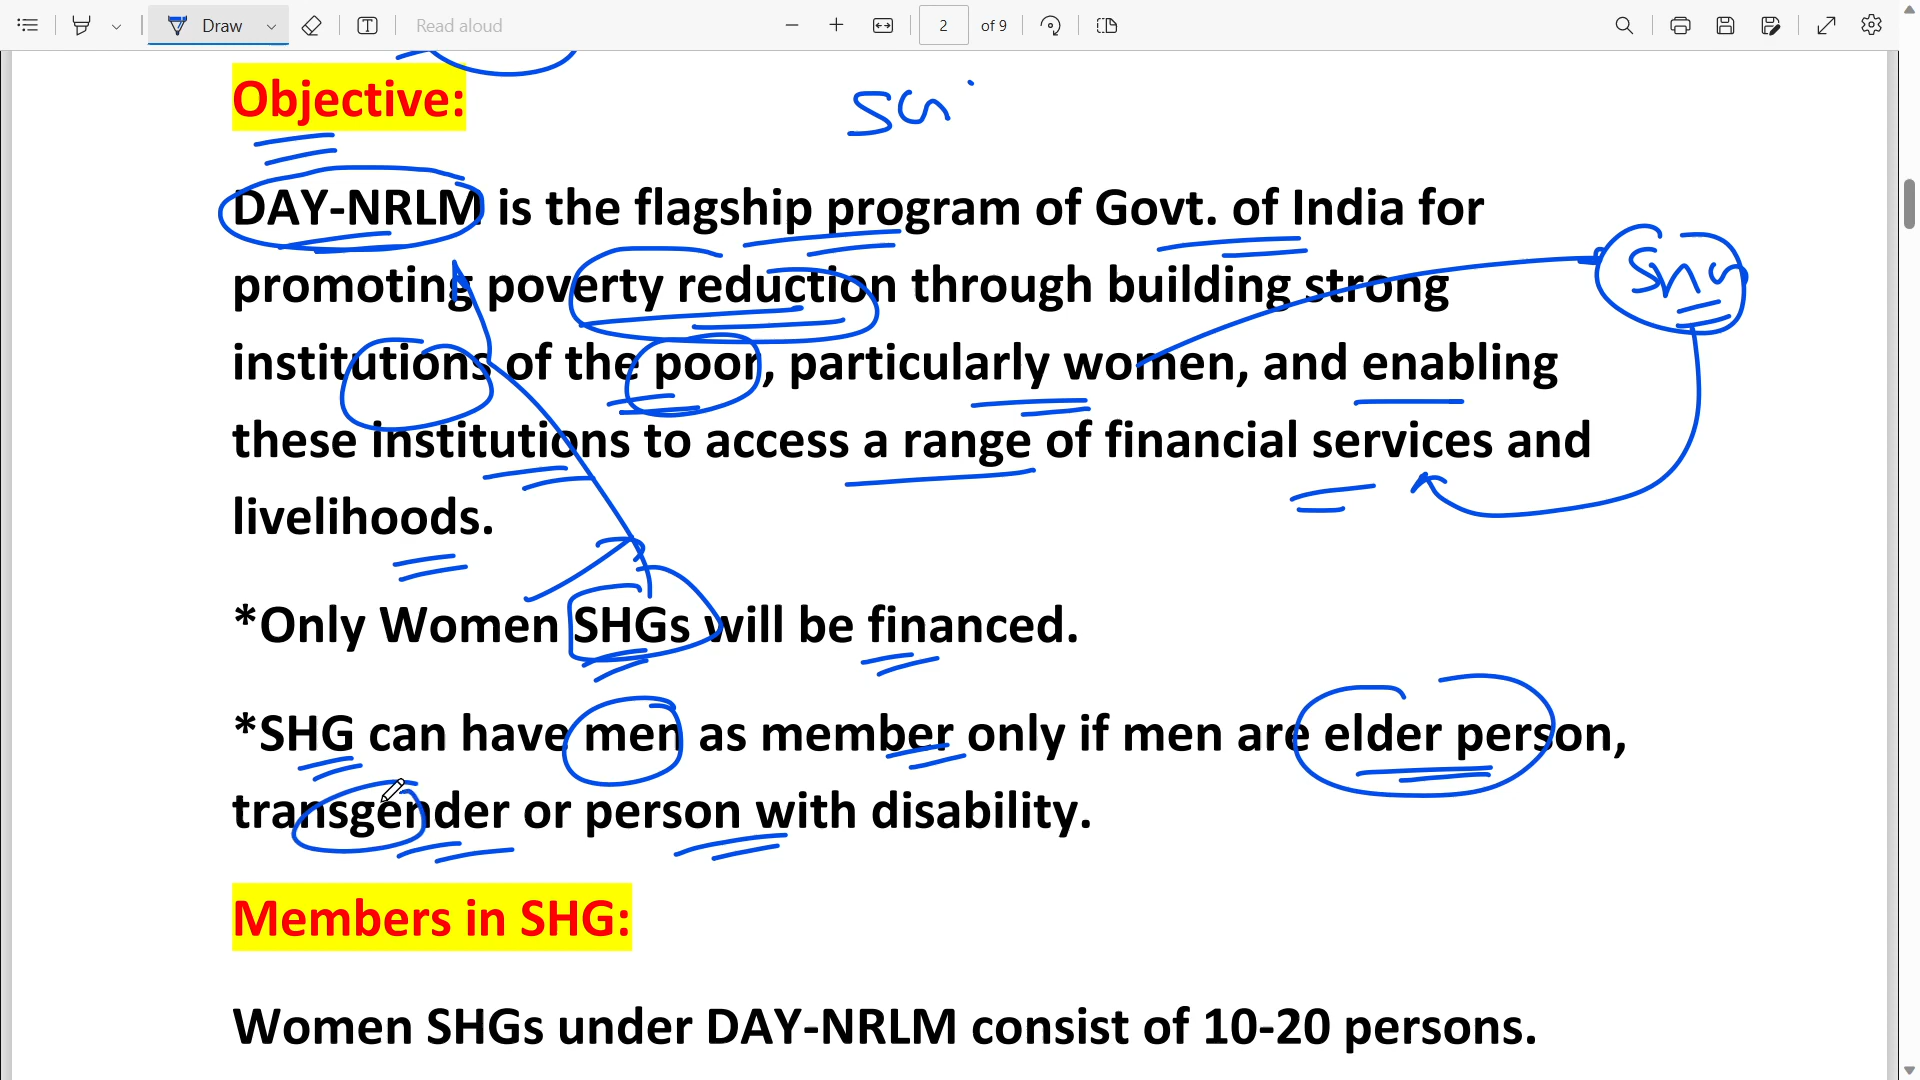 Draw
Read aloud
2 of 9
Objective:
DAY-NRLM is the flagship program of Govt. of India for
promoting poverty reduction through building strong
institutions of the poor, particularly women, and enabling
these institutions to access a range of financial services and
livelihoods.
*Only Women SHGs will be financed.
*SHG can have men as member only if men are elder person,
transgender or person with disability.
Members in SHG:
Women SHGs under DAY-NRLM consist of 10-20 persons.